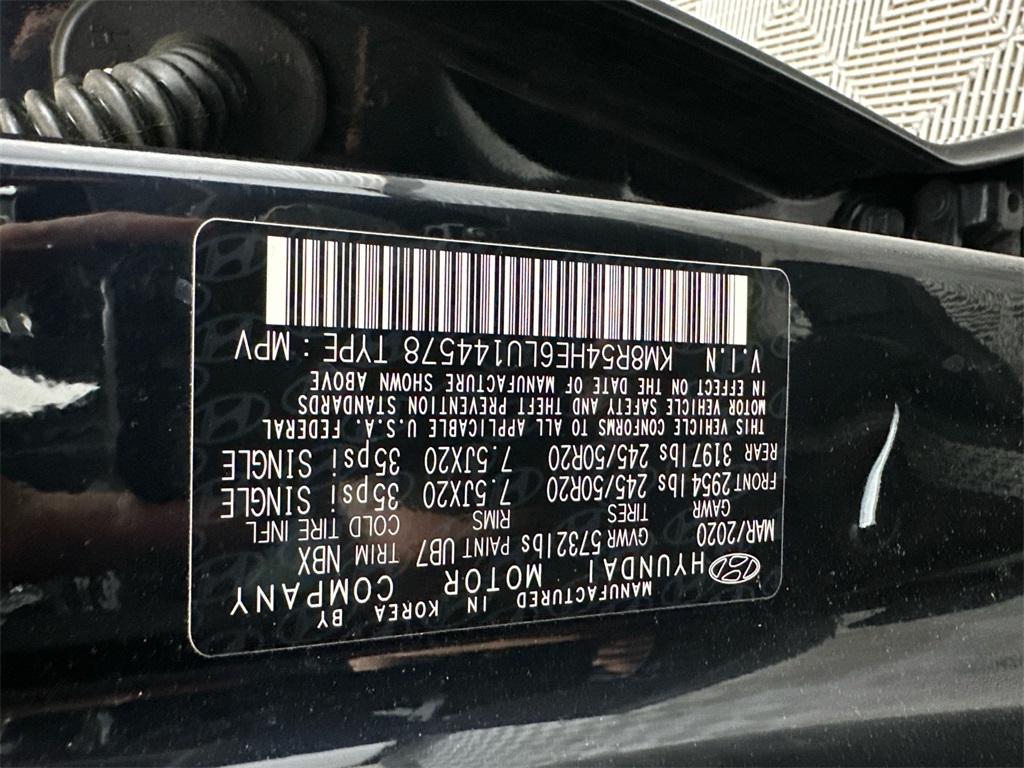 MANUFACTURED IN KOREA BY
HYUNDAI MOTOR COMPANY
MAR/2020 GVWR 5732lbs PAINT UB7 TRIM NBX
GAWR TIRES RIMS COLD TIRE INFL
FRONT 2954lbs 245/50R20 7.5JX20 35psi SINGLE
REAR 3197lbs 245/50R20 7.5JX20 35psi SINGLE
THIS VEHICLE CONFORMS TO ALL APPLICABLE U.S.A. FEDERAL
MOTOR VEHICLE SAFETY AND THEFT PREVENTION STANDARDS
IN EFFECT ON THE DATE OF MANUFACTURE SHOWN ABOVE
V.I.N KM8R54HE6LU144578 TYPE : MPV